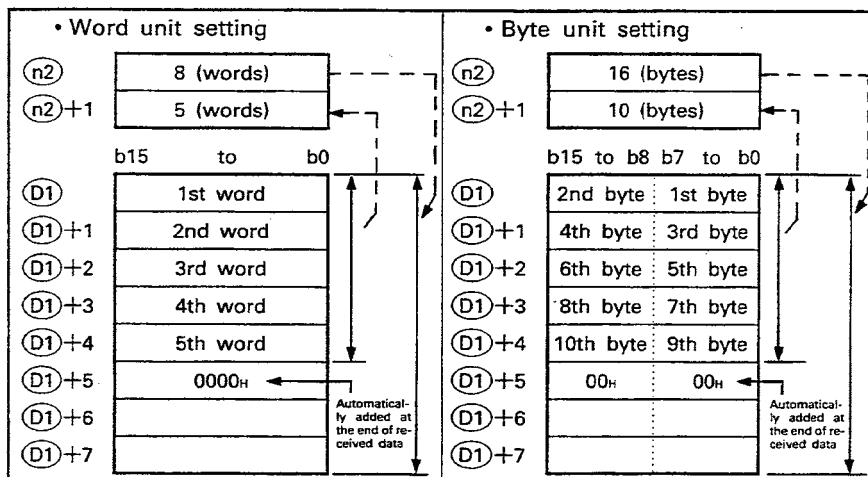 • Word unit setting
n2 8 (words)
n2+1 5 (words)
b15 to b0
D1 1st word
D1+1 2nd word
D1+2 3rd word
D1+3 4th word
D1+4 5th word
D1+5 0000H
D1+6
D1+7
Automatical-
ly added at
the end of re-
ceived data
• Byte unit setting
n2 16 (bytes)
n2+1 10 (bytes)
b15 to b8 b7 to b0
D1 2nd byte 1st byte
D1+1 4th byte 3rd byte
D1+2 6th byte 5th byte
D1+3 8th byte 7th byte
D1+4 10th byte 9th byte
D1+5 00H 00H
D1+6
D1+7
Automatical-
ly added at
the end of re-
ceived data